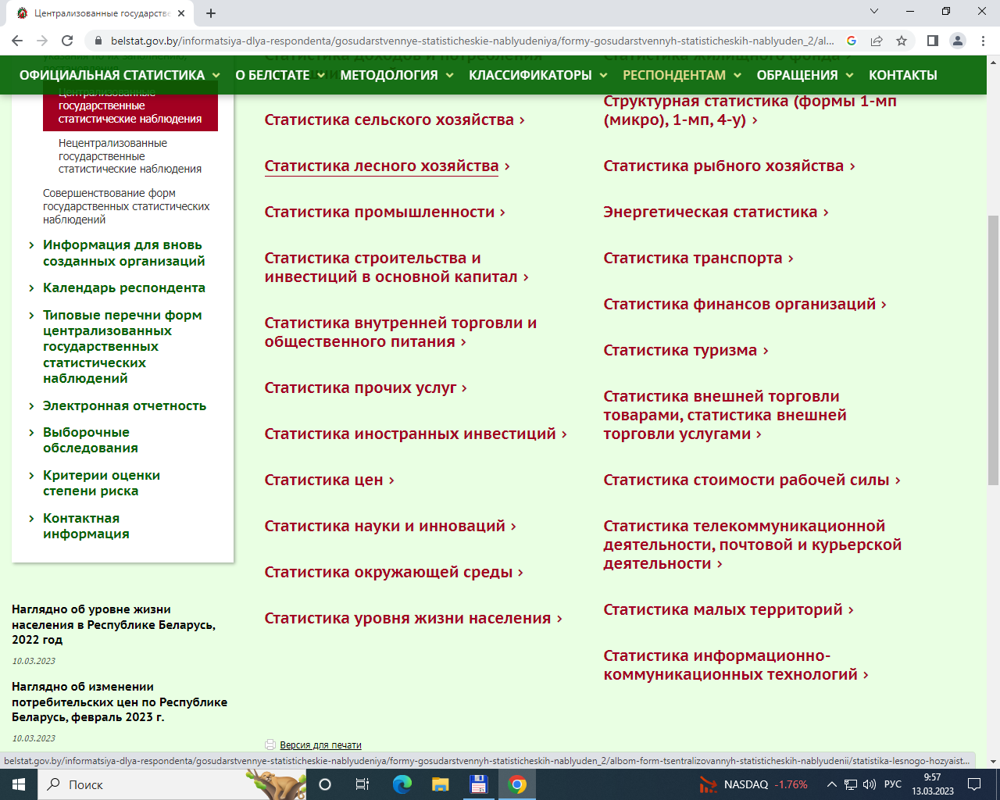 Централизованные государстве
belstat.gov.by/informatsiya-dlya-respondenta/gosudarstvennye-statisticheskie-nablyudeniya/formy-gosudarstvennyh-statisticheskih-nablyuden_2/al...
ОФИЦИАЛЬНАЯ СТАТИСТИКА
О БЕЛСТАТЕ
МЕТОДОЛОГИЯ
КЛАССИФИКАТОРЫ
РЕСПОНДЕНТАМ
ОБРАЩЕНИЯ
КОНТАКТЫ
Централизованные
государственные
статистические наблюдения
Нецентрализованные
государственные
статистические наблюдения
Совершенствование форм
государственных статистических
наблюдений
Информация для вновь
созданных организаций
Календарь респондента
Типовые перечни форм
централизованных
государственных
статистических
наблюдений
Электронная отчетность
Выборочные
обследования
Критерии оценки
степени риска
Контактная
информация
Наглядно об уровне жизни
населения в Республике Беларусь,
2022 год
10.03.2023
Наглядно об изменении
потребительских цен по Республике
Беларусь, февраль 2023 г.
10.03.2023
Статистика доходов и потребления
Статистика сельского хозяйства
Статистика лесного хозяйства
Статистика промышленности
Статистика строительства и
инвестиций в основной капитал
Статистика внутренней торговли и
общественного питания
Статистика прочих услуг
Статистика иностранных инвестиций
Статистика цен
Статистика науки и инноваций
Статистика окружающей среды
Статистика уровня жизни населения
Статистика жилищного фонда
Структурная статистика (формы 1-мп
(микро), 1-мп, 4-у)
Статистика рыбного хозяйства
Энергетическая статистика
Статистика транспорта
Статистика финансов организаций
Статистика туризма
Статистика внешней торговли
товарами, статистика внешней
торговли услугами
Статистика стоимости рабочей силы
Статистика телекоммуникационной
деятельности, почтовой и курьерской
деятельности
Статистика малых территорий
Статистика информационно-
коммуникационных технологий
Версия для печати
belstat.gov.by/informatsiya-dlya-respondenta/gosudarstvennye-statisticheskie-nablyudeniya/formy-gosudarstvennyh-statisticheskih-nablyuden_2/albom-form-tsentralizovannyh-statisticheskih-nablyudenii/statistika-lesnogo-hozyaist...
Поиск
NASDAQ -1.76%
РУС
9:57
13.03.2023